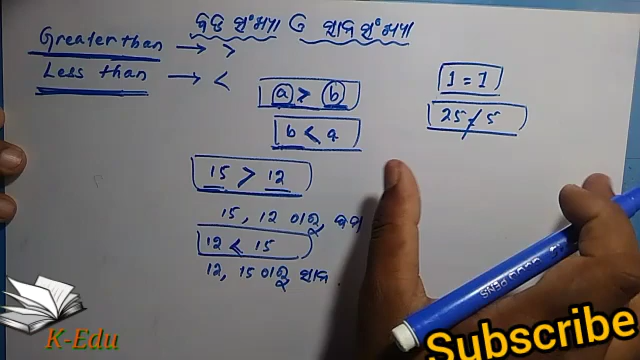 ବଡ ସଂଖ୍ୟା ଓ ସାନ ସଂଖ୍ୟା
Greater than → >
Less than → <
a > b
b < a
1 = 1
25 ≠ 5
15 > 12
15, 12 ଠାରୁ ବଡ
12 < 15
12, 15 ଠାରୁ ସାନ.
K-Edu
Subscribe